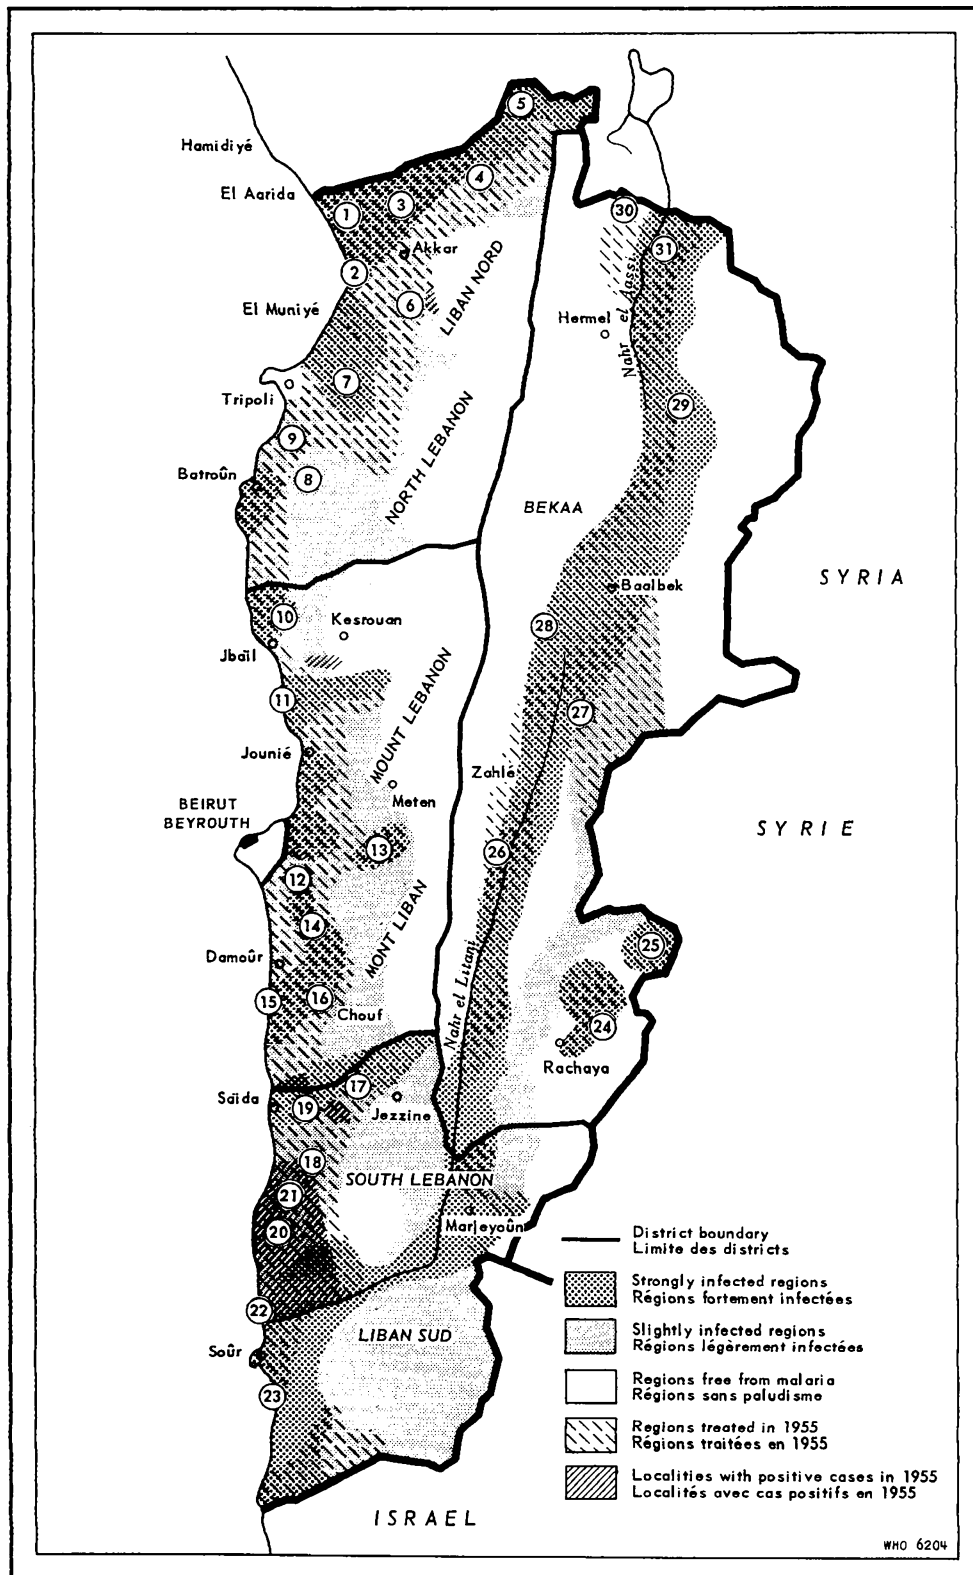 Hamidiyé
El Aarida
Akkar
El Muniyé
LIBAN NORD
Hermel
Nahr el Aassi
Tripoli
Batroûn
NORTH LEBANON
BEKAA
SYRIA
Baalbek
Kesrouan
Jbaïl
MOUNT LEBANON
Jounié
Zahlé
Meten
BEIRUT
BEYROUTH
SYRIE
MONT LIBAN
Damoûr
Chouf
Nahr el Litani
Rachaya
Saïda
Jezzine
SOUTH LEBANON
Marjeyoûn
LIBAN SUD
Soûr
ISRAEL
1
2
3
4
5
6
7
8
9
10
11
12
13
14
15
16
17
18
19
20
21
22
23
24
25
26
27
28
29
30
31
District boundary
Limite des districts
Strongly infected regions
Régions fortement infectées
Slightly infected regions
Régions légèrement infectées
Regions free from malaria
Régions sans paludisme
Regions treated in 1955
Régions traitées en 1955
Localities with positive cases in 1955
Localités avec cas positifs en 1955
WHO 6204